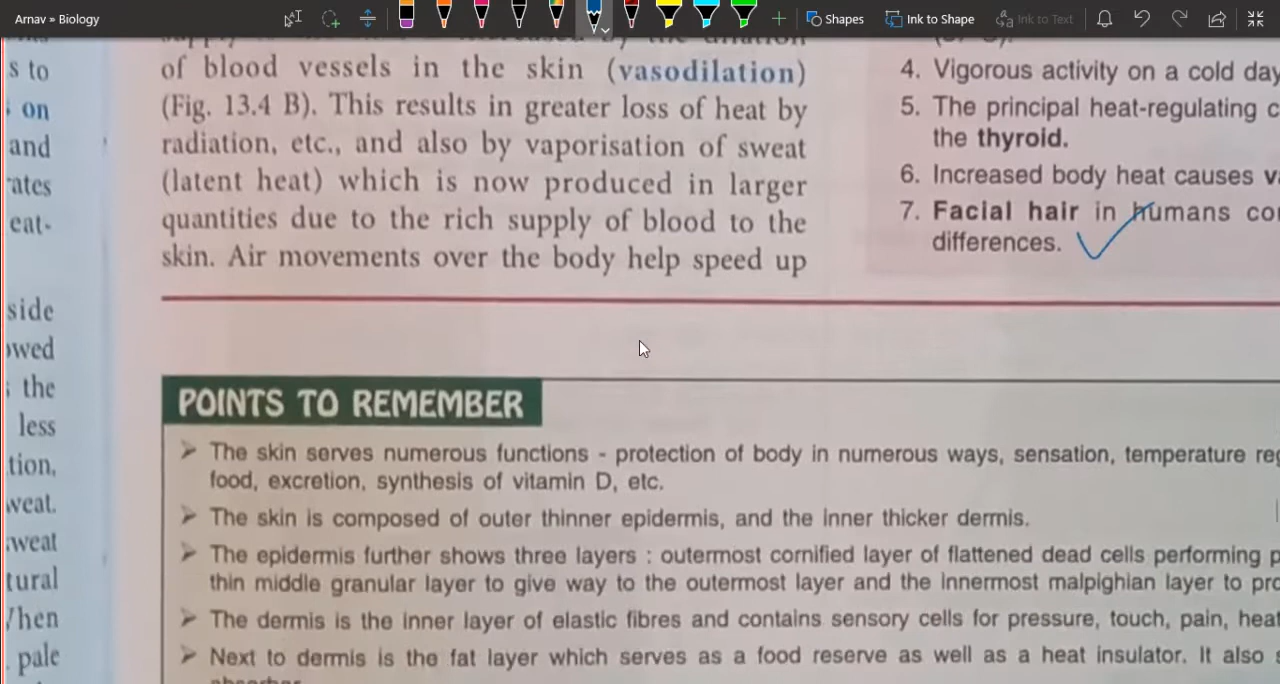 Arnav » Biology
Shapes
Ink to Shape
Ink to Text
s to
on
and
eat-
side
the
less
tion,
pale
of blood vessels in the skin (vasodilation)
(Fig. 13.4 B). This results in greater loss of heat by
radiation, etc., and also by vaporisation of sweat
(latent heat) which is now produced in larger
quantities due to the rich supply of blood to the
skin. Air movements over the body help speed up
4. Vigorous activity on a cold day
5. The principal heat-regulating
the thyroid.
6. Increased body heat causes
7. Facial hair in humans
differences.
POINTS TO REMEMBER
➤ The skin serves numerous functions - protection of body in numerous ways, sensation, temperature
food, excretion, synthesis of vitamin D, etc.
➤ The skin is composed of outer thinner epidermis, and the inner thicker dermis.
➤ The epidermis further shows three layers : outermost cornified layer of flattened dead cells performing
thin middle granular layer to give way to the outermost layer and the innermost malpighian layer to
➤ The dermis is the inner layer of elastic fibres and contains sensory cells for pressure, touch, pain,
➤ Next to dermis is the fat layer which serves as a food reserve as well as a heat insulator. It also